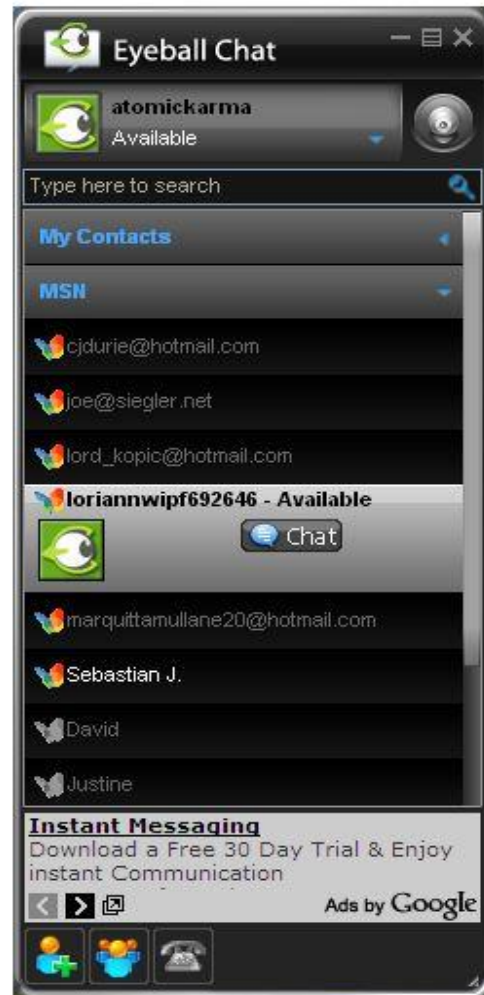 Eyeball Chat
atomickarma
Available
Type here to search
My Contacts
MSN
cjdurie@hotmail.com
joe@siegler.net
lord_kopic@hotmail.com
loriannwipf692646 - Available
Chat
marquittamullane20@hotmail.com
Sebastian J.
David
Justine
Instant Messaging
Download a Free 30 Day Trial & Enjoy
instant Communication
Ads by Google